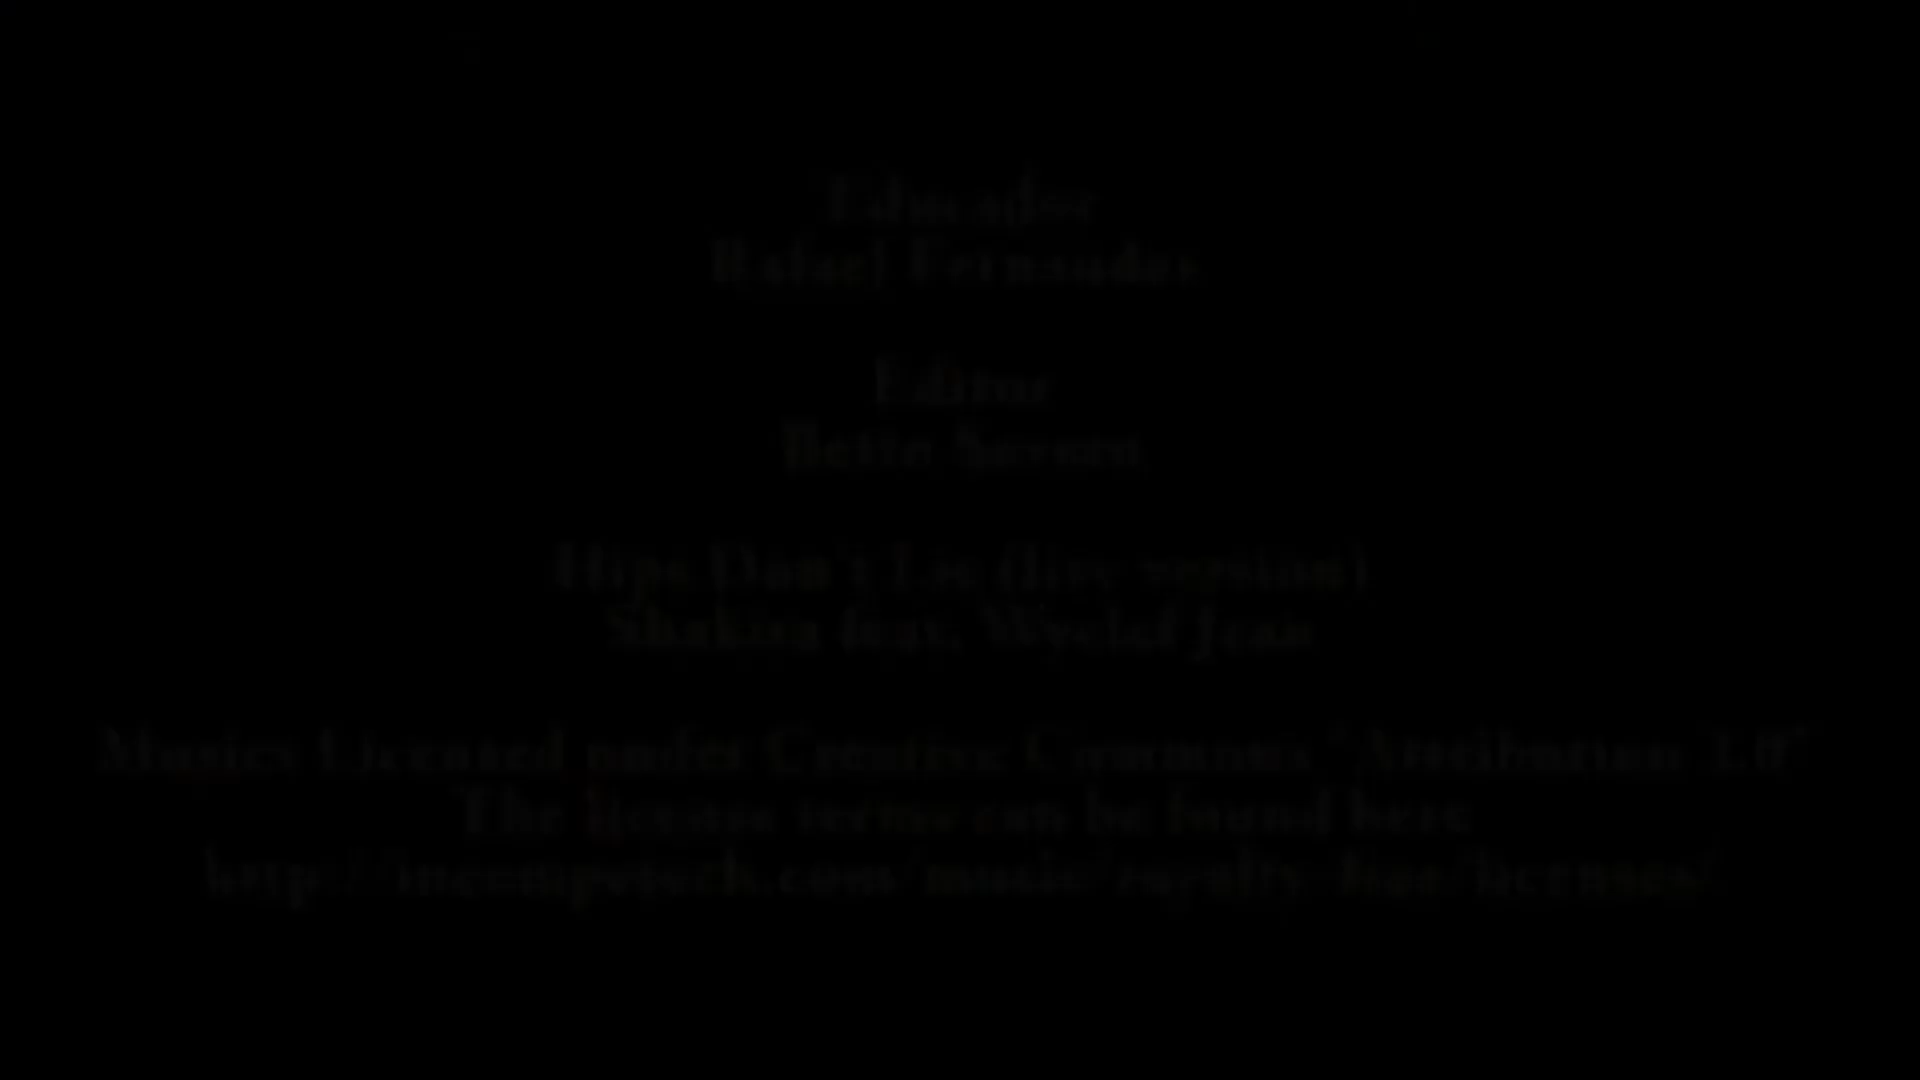 Educador
Rafael Fernandes
Editor
Hips Don't Lie (live version)
Shakira feat. Wyclef Jean
Musics Licensed under Creative Commons "Attribution 3.0"
The license terms can be found here
http://incompetech.com/music/royalty-free/licenses/